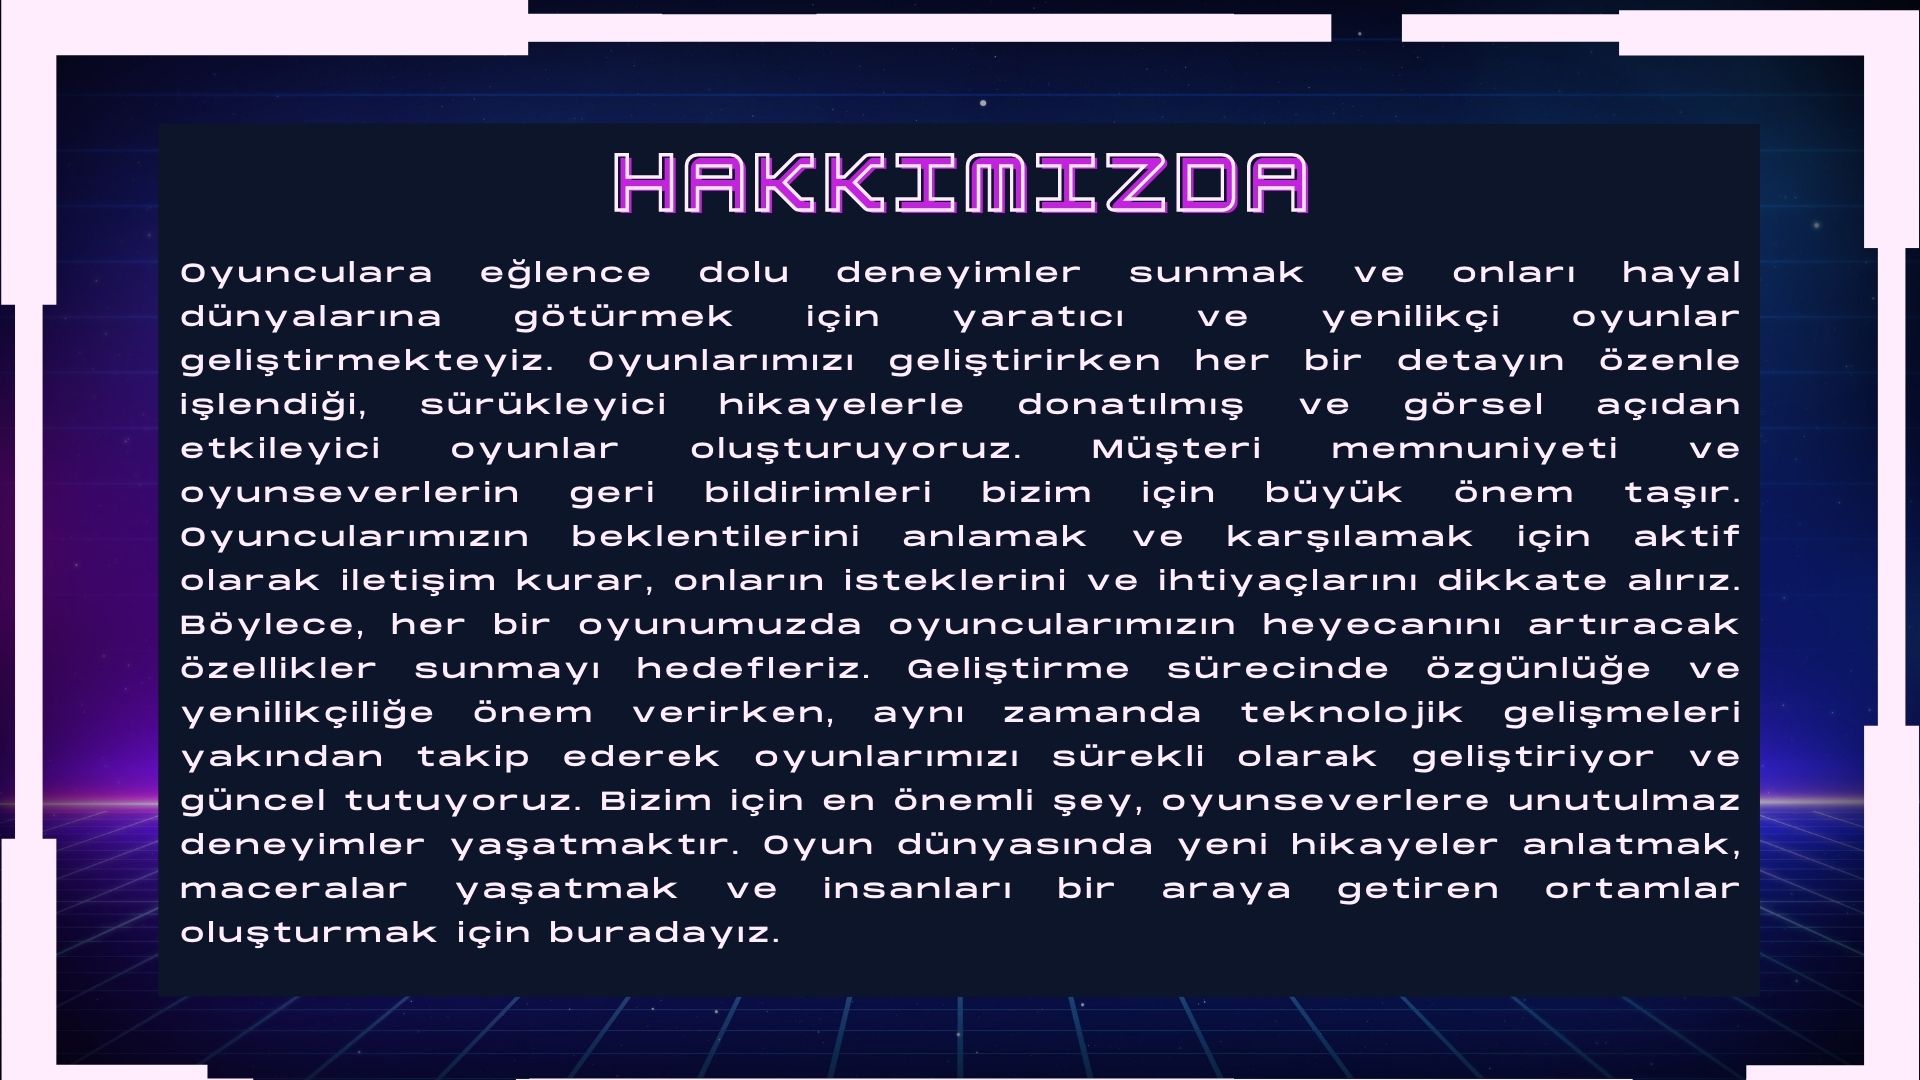 HAKKIMIZDA
Oyunculara eğlence dolu deneyimler sunmak ve onları hayal
dünyalarına götürmek için yaratıcı ve yenilikçi oyunlar
geliştirmekteyiz. Oyunlarımızı geliştirirken her bir detayın özenle
işlendiği, sürükleyici hikayelerle donatılmış ve görsel açıdan
etkileyici oyunlar oluşturuyoruz. Müşteri memnuniyeti ve
oyunseverlerin geri bildirimleri bizim için büyük önem taşır.
Oyuncularımızın beklentilerini anlamak ve karşılamak için aktif
olarak iletişim kurar, onların isteklerini ve ihtiyaçlarını dikkate alırız.
Böylece, her bir oyunumuzda oyuncularımızın heyecanını artıracak
özellikler sunmayı hedefleriz. Geliştirme sürecinde özgünlüğe ve
yenilikçiliğe önem verirken, aynı zamanda teknolojik gelişmeleri
yakından takip ederek oyunlarımızı sürekli olarak geliştiriyor ve
güncel tutuyoruz. Bizim için en önemli şey, oyunseverlere unutulmaz
deneyimler yaşatmaktır. Oyun dünyasında yeni hikayeler anlatmak,
maceralar yaşatmak ve insanları bir araya getiren ortamlar
oluşturmak için buradayız.